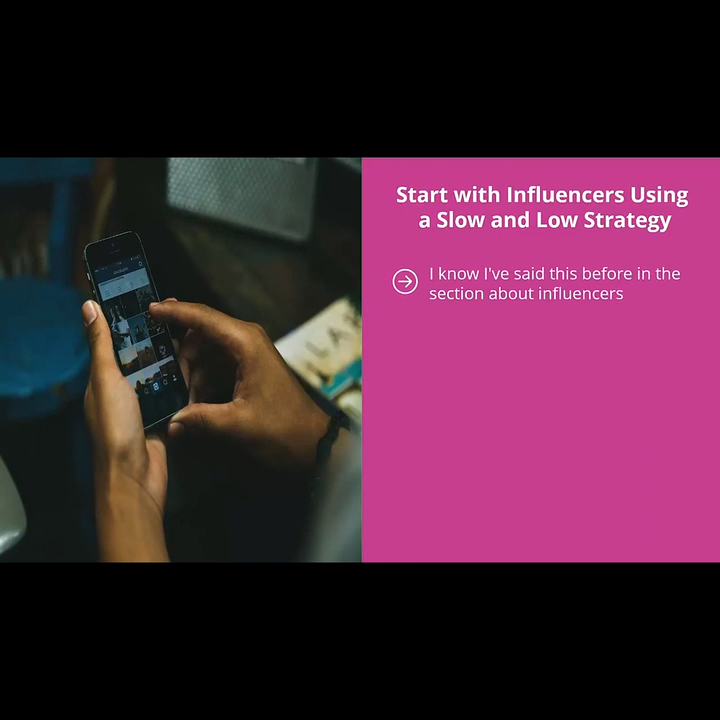 Start with Influencers Using
a Slow and Low Strategy
I know I've said this before in the
section about influencers